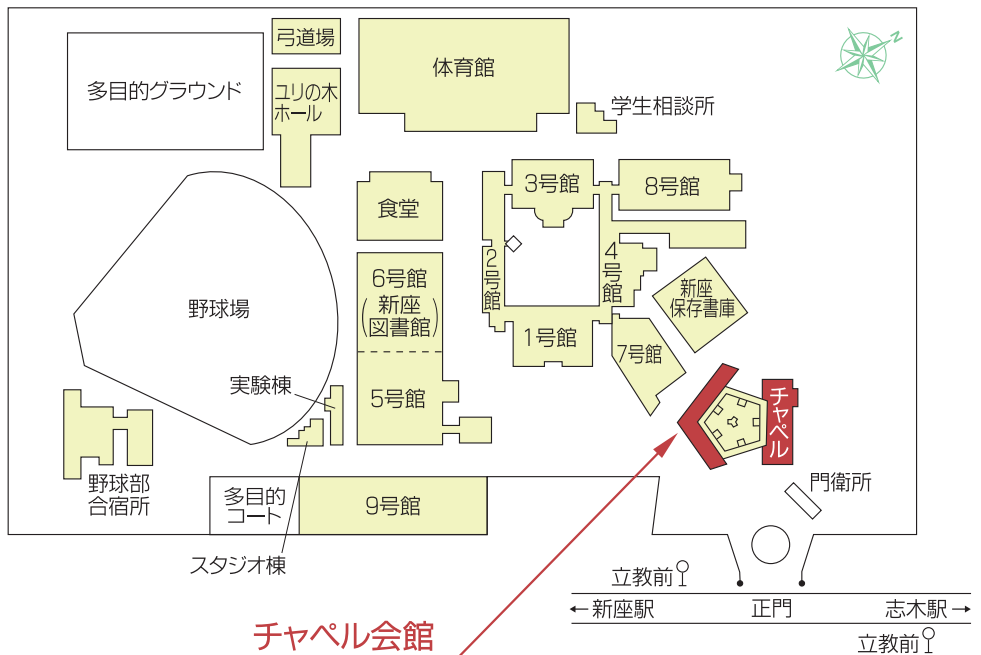 弓道場
体育館
N
多目的グラウンド
ユリの木
ホール
学生相談所
3号館
8号館
食堂
2号館
4号館
6号館
(新座
図書館)
新座
保存書庫
野球場
1号館
7号館
実験棟
5号館
チャペル
野球部
合宿所
多目的
コート
9号館
門衛所
スタジオ棟
立教前
←新座駅
正門
志木駅→
チャペル会館
立教前